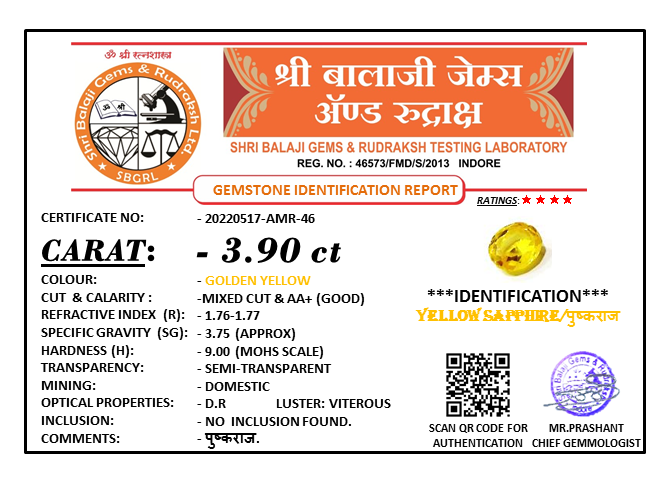 ॐ श्री रत्नशास्त्र
Shri Balaji Gems & Rudraksh Ltd.
SBGRL
श्री बालाजी जेम्स
ॲण्ड रुद्राक्ष
SHRI BALAJI GEMS & RUDRAKSH TESTING LABORATORY
REG. NO. : 46573/FMD/S/2013 INDORE
GEMSTONE IDENTIFICATION REPORT
RATINGS: ★ ★ ★ ★
CERTIFICATE NO: - 20220517-AMR-46
CARAT: - 3.90 ct
COLOUR: - GOLDEN YELLOW
CUT & CALARITY : -MIXED CUT & AA+ (GOOD)
REFRACTIVE INDEX (R): - 1.76-1.77
SPECIFIC GRAVITY (SG): - 3.75 (APPROX)
HARDNESS (H): - 9.00 (MOHS SCALE)
TRANSPARENCY: - SEMI-TRANSPARENT
MINING: - DOMESTIC
OPTICAL PROPERTIES: - D.R LUSTER: VITEROUS
INCLUSION: - NO INCLUSION FOUND.
COMMENTS: - पुष्कराज.
***IDENTIFICATION***
YELLOW SAPPHIRE/पुष्कराज
SCAN QR CODE FOR
AUTHENTICATION
MR.PRASHANT
CHIEF GEMMOLOGIST